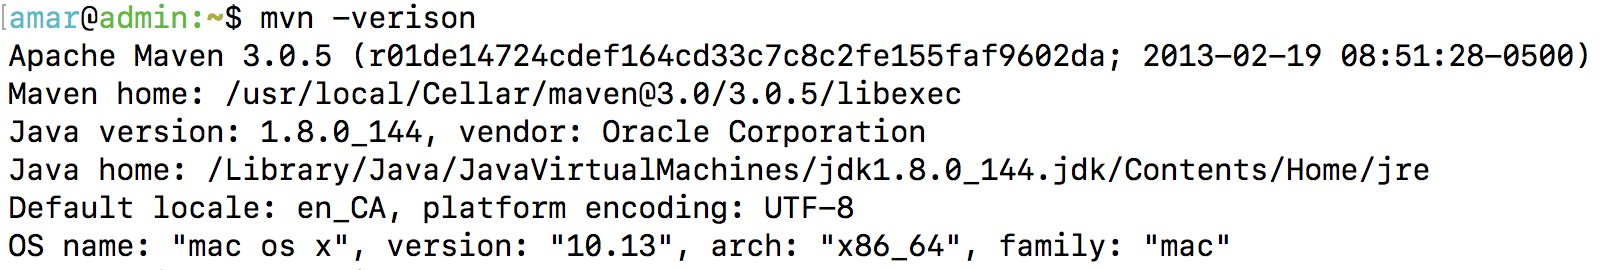 [amar@admin:~$ mvn -verison
Apache Maven 3.0.5 (r01de14724cdef164cd33c7c8c2fe155faf9602da; 2013-02-19 08:51:28-0500)
Maven home: /usr/local/Cellar/maven@3.0/3.0.5/libexec
Java version: 1.8.0_144, vendor: Oracle Corporation
Java home: /Library/Java/JavaVirtualMachines/jdk1.8.0_144.jdk/Contents/Home/jre
Default locale: en_CA, platform encoding: UTF-8
OS name: "mac os x", version: "10.13", arch: "x86_64", family: "mac"